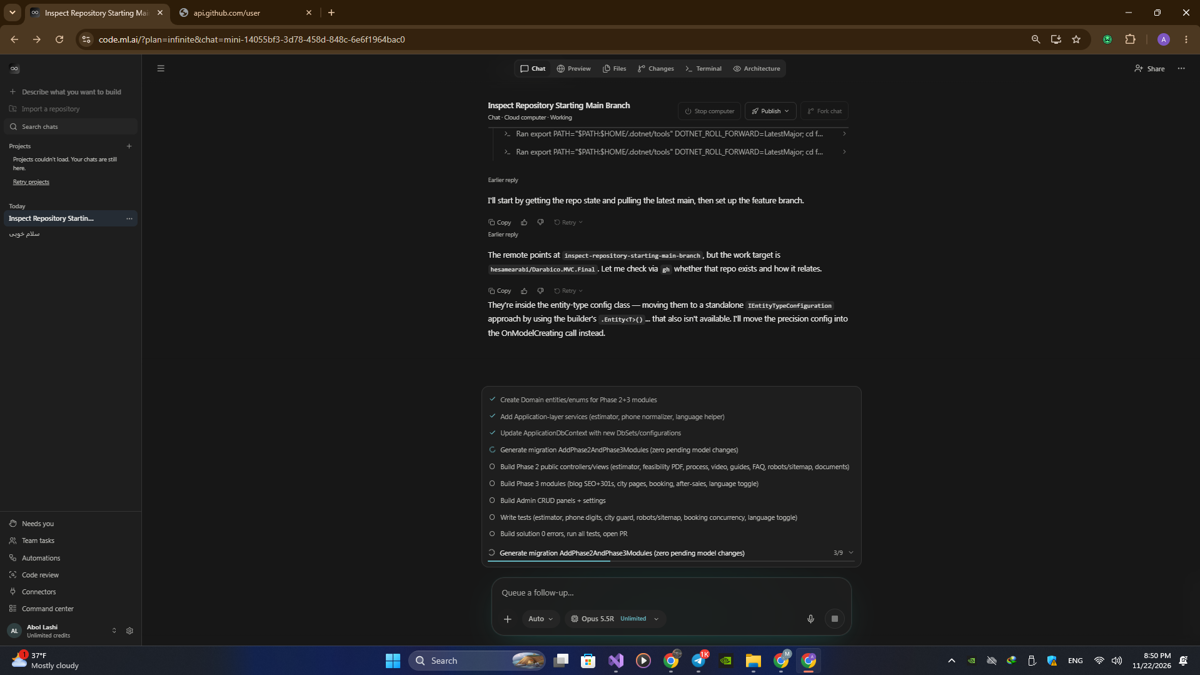 Inspect Repository Starting Mai
api.github.com/user
code.ml.ai/?plan=infinite&chat=mini-14055bf3-3d78-458d-848c-6e6f1964bac0
Chat
Preview
Files
Changes
Terminal
Architecture
Share
Describe what you want to build
Import a repository
Search chats
Projects
Projects couldn't load. Your chats are still
here.
Retry projects
Today
Inspect Repository Startin...
سلام خوبی
Needs you
Team tasks
Automations
Code review
Connectors
Command center
AL
Abol Lashi
Unlimited credits
Inspect Repository Starting Main Branch
Chat · Cloud computer · Working
Stop computer
Publish
Fork chat
Ran export PATH="$PATH:$HOME/.dotnet/tools" DOTNET_ROLL_FORWARD=LatestMajor; cd f...
Ran export PATH="$PATH:$HOME/.dotnet/tools" DOTNET_ROLL_FORWARD=LatestMajor; cd f...
Earlier reply
I'll start by getting the repo state and pulling the latest main, then set up the feature branch.
Copy
Retry
Earlier reply
The remote points at inspect-repository-starting-main-branch, but the work target is
hesamearabi/Darabico.MVC.Final. Let me check via gh whether that repo exists and how it relates.
Copy
Retry
They're inside the entity-type config class — moving them to a standalone IEntityTypeConfiguration
approach by using the builder's .Entity<T>()... that also isn't available. I'll move the precision config into
the OnModelCreating call instead.
Create Domain entities/enums for Phase 2+3 modules
Add Application-layer services (estimator, phone normalizer, language helper)
Update ApplicationDbContext with new DbSets/configurations
Generate migration AddPhase2AndPhase3Modules (zero pending model changes)
Build Phase 2 public controllers/views (estimator, feasibility PDF, process, video, guides, FAQ, robots/sitemap, documents)
Build Phase 3 modules (blog SEO+301s, city pages, booking, after-sales, language toggle)
Build Admin CRUD panels + settings
Write tests (estimator, phone digits, city guard, robots/sitemap, booking concurrency, language toggle)
Build solution 0 errors, run all tests, open PR
Generate migration AddPhase2AndPhase3Modules (zero pending model changes)
3/9
Queue a follow-up...
Auto
Opus 5.5R
Unlimited
1
37°F
Mostly cloudy
Search
1K
M
A
ENG
8:50 PM
11/22/2026